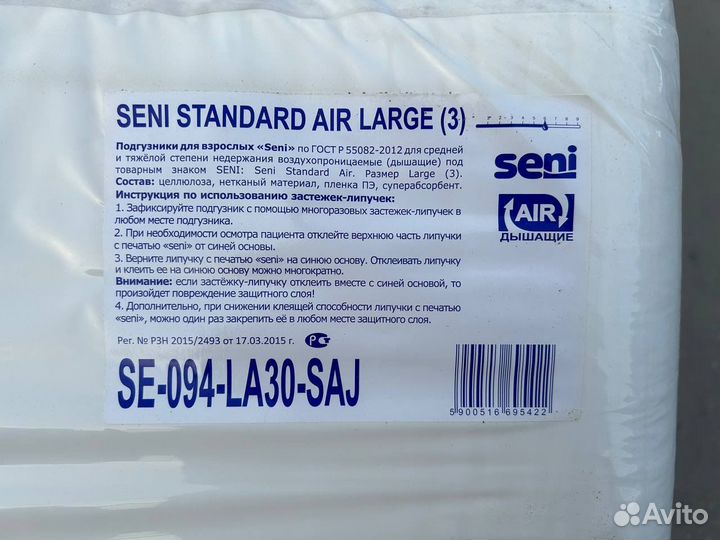 SENI STANDARD AIR LARGE (3)
Подгузники для взрослых «Seni» по ГОСТ Р 55082-2012 для средней
и тяжёлой степени недержания воздухопроницаемые (дышащие) под
товарным знаком SENI: Seni Standard Air. Размер Large (3).
Состав: целлюлоза, нетканый материал, пленка ПЭ, суперабсорбент.
Инструкция по использованию застежек-липучек:
1. Зафиксируйте подгузник с помощью многоразовых застежек-липучек в
любом месте подгузника.
2. При необходимости осмотра пациента отклейте верхнюю часть липучки
с печатью «seni» от синей основы.
3. Верните липучку с печатью «seni» на синюю основу. Отклеивать липучку
и клеить ее на синюю основу можно многократно.
Внимание: если застёжку-липучку отклеить вместе с синей основой, то
произойдет повреждение защитного слоя!
4. Дополнительно, при снижении клеящей способности липучки с печатью
«seni», можно один раз закрепить её в любом месте защитного слоя.
Рег. № РЗН 2015/2493 от 17.03.2015 г.
SE-094-LA30-SAJ
seni
AIR
ДЫШАЩИЕ
5900516 695422
Avito